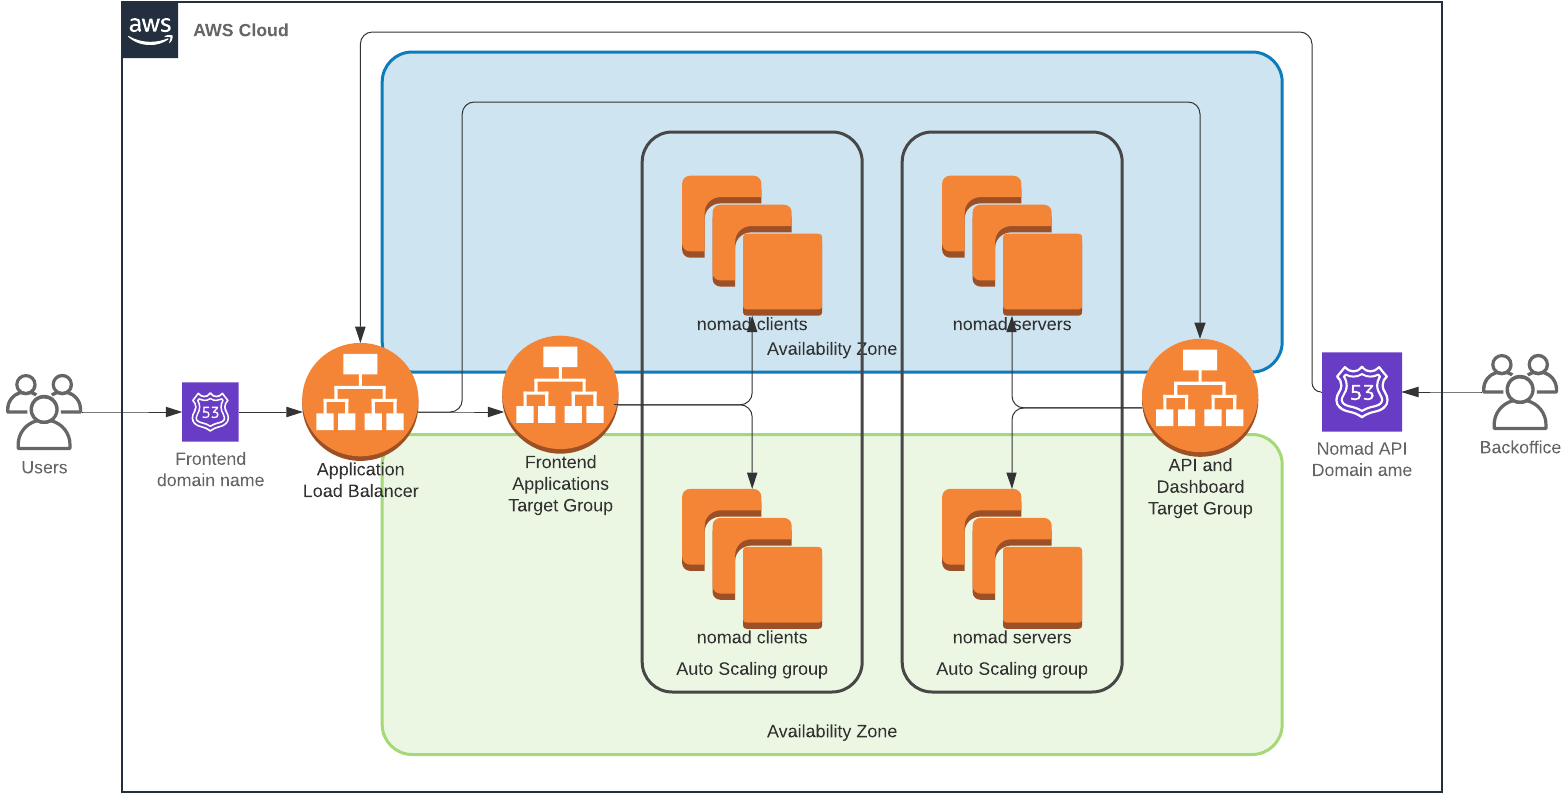 aws
AWS Cloud
nomad clients
nomad servers
Availability Zone
53
Users
Frontend
domain name
Application
Load Balancer
Frontend
Applications
Target Group
API and
Dashboard
Target Group
53
Nomad API
Domain ame
Backoffice
nomad clients
nomad servers
Auto Scaling group
Auto Scaling group
Availability Zone